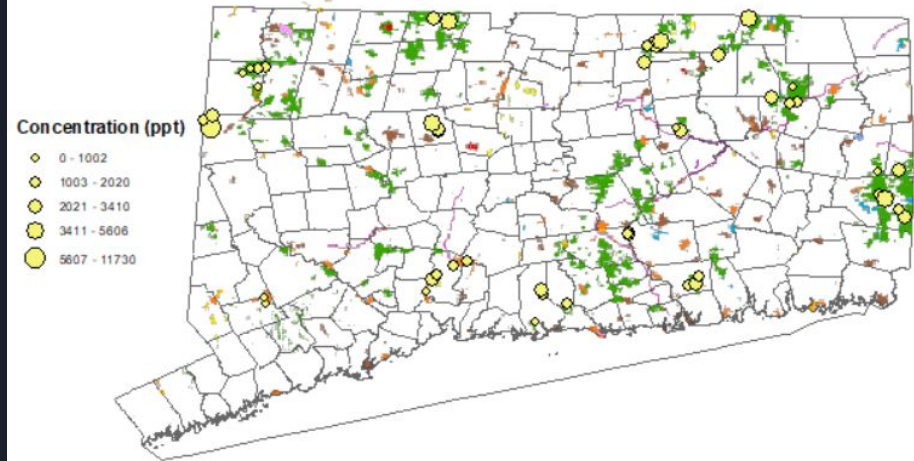 Concentration (ppt)
0 - 1002
1003 - 2020
2021 - 3410
3411 - 5606
5607 - 11730